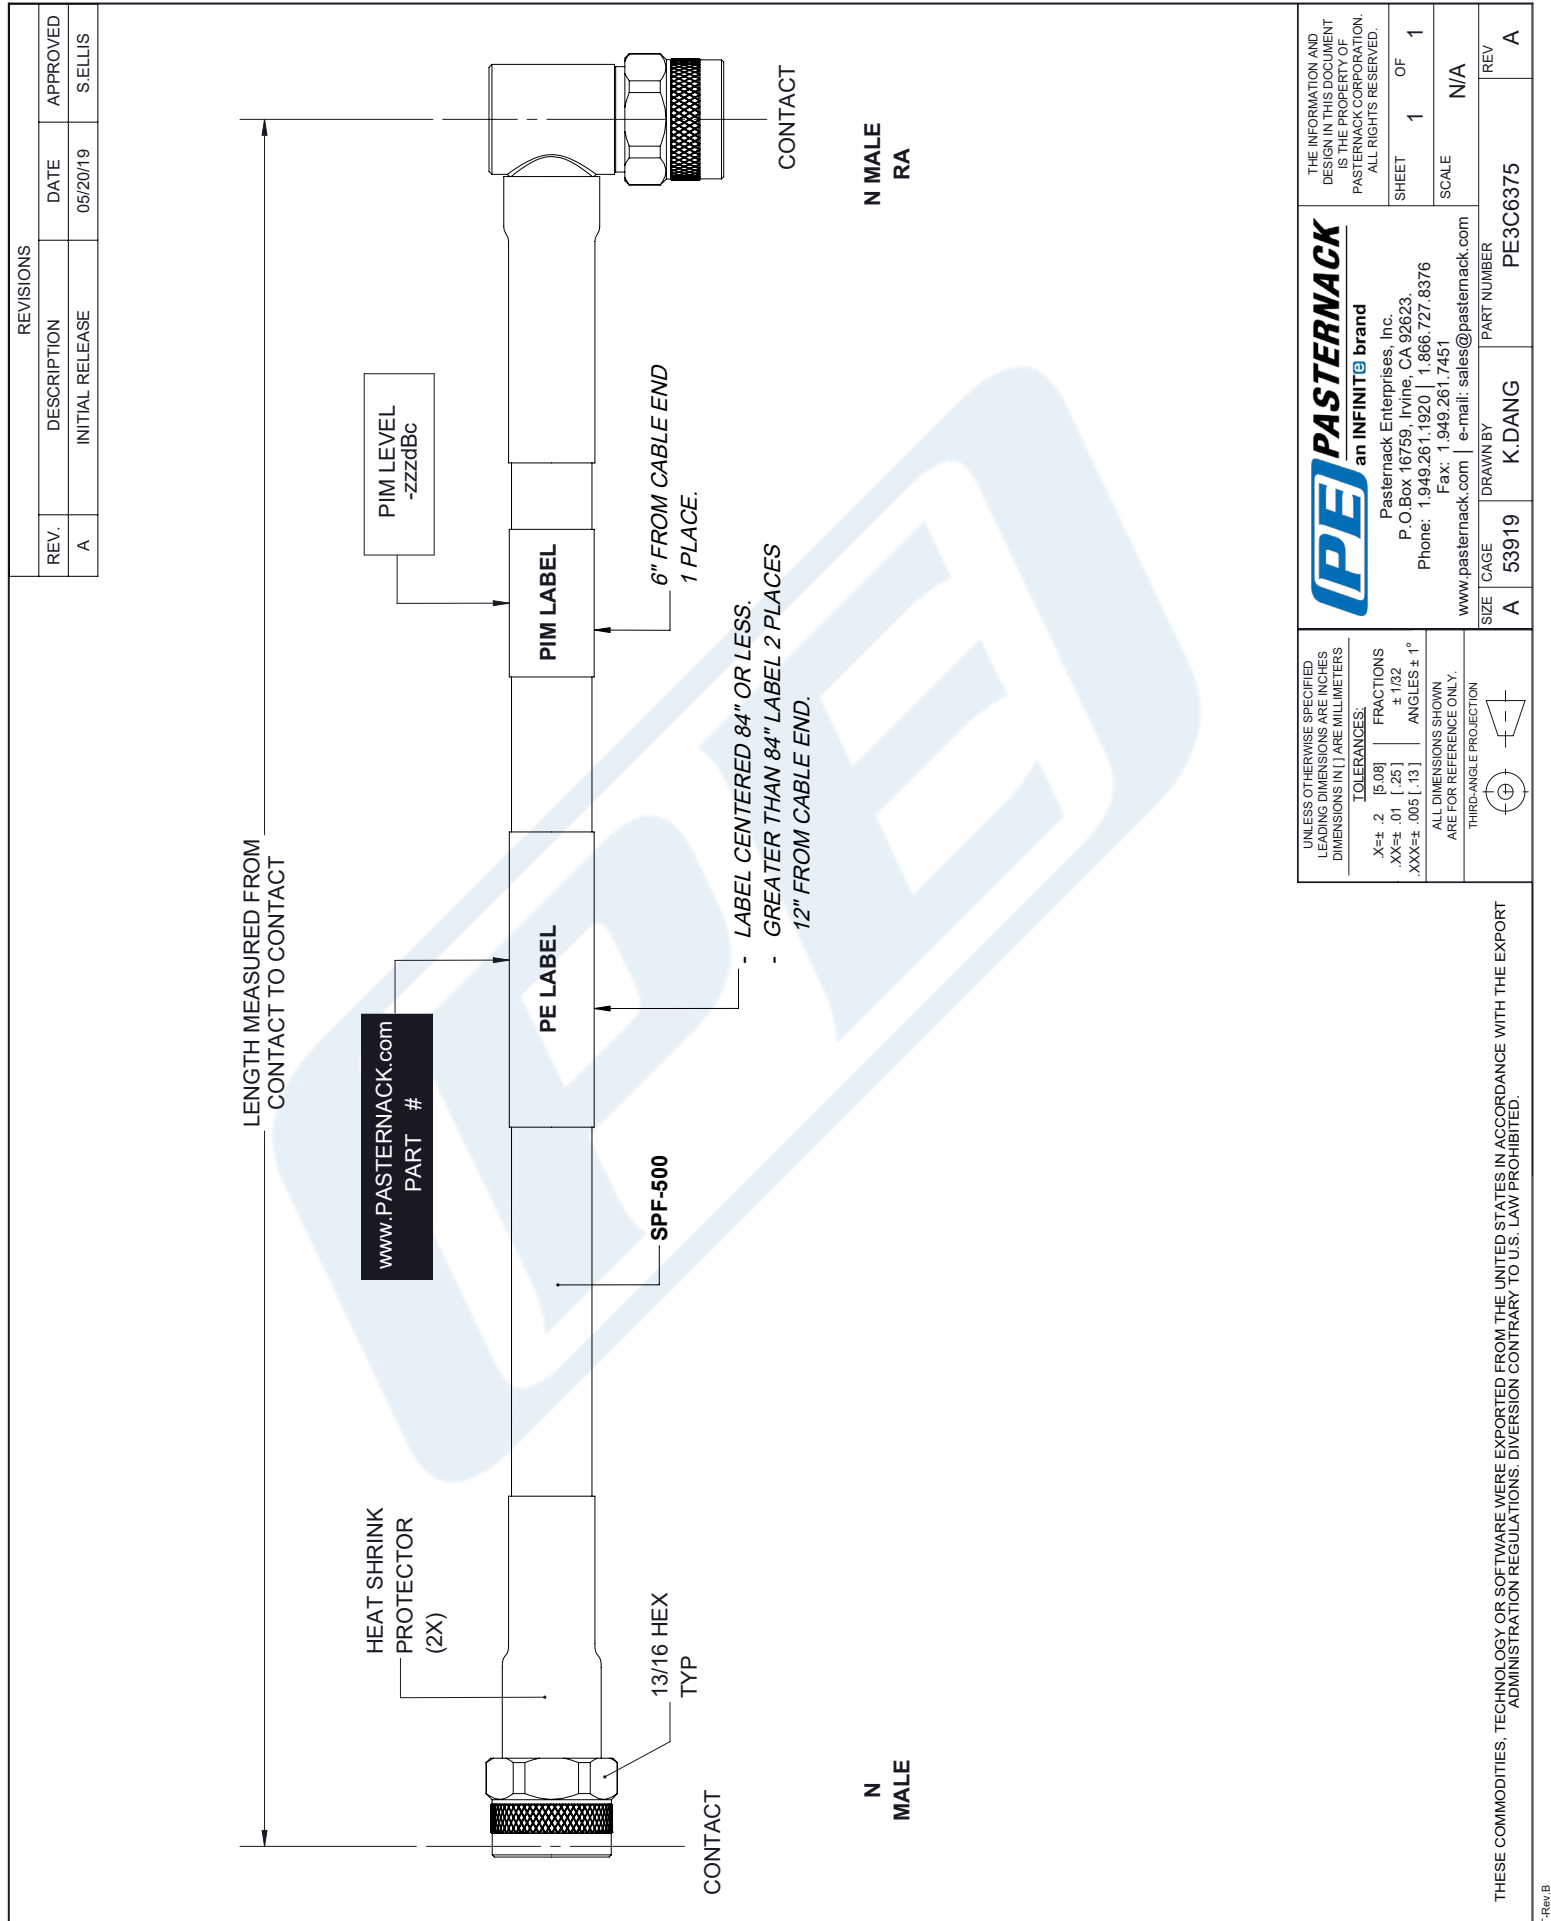 REVISIONS
REV.
DESCRIPTION
DATE
APPROVED
A
INITIAL RELEASE
05/20/19
S.ELLIS
LENGTH MEASURED FROM
CONTACT TO CONTACT
www.PASTERNACK.com
PART #
PIM LEVEL
-zzzdBc
HEAT SHRINK
PROTECTOR
(2X)
PE LABEL
PIM LABEL
13/16 HEX
TYP
SPF-500
- LABEL CENTERED 84" OR LESS.
- GREATER THAN 84" LABEL 2 PLACES
12" FROM CABLE END.
6" FROM CABLE END
1 PLACE.
CONTACT
CONTACT
N
MALE
N MALE
RA
UNLESS OTHERWISE SPECIFIED
LEADING DIMENSIONS ARE INCHES
DIMENSIONS IN [ ] ARE MILLIMETERS
TOLERANCES:
.X=± .2 [5.08]
.XX=± .01 [ .25]
.XXX=± .005 [ .13]
FRACTIONS
± 1/32
ANGLES ± 1°
ALL DIMENSIONS SHOWN
ARE FOR REFERENCE ONLY.
THIRD-ANGLE PROJECTION
PE PASTERNACK
an INFINITe brand
Pasternack Enterprises, Inc.
P.O.Box 16759, Irvine, CA 92623.
Phone: 1.949.261.1920 | 1.866.727.8376
Fax: 1.949.261.7451
www.pasternack.com | e-mail: sales@pasternack.com
THE INFORMATION AND
DESIGN IN THIS DOCUMENT
IS THE PROPERTY OF
PASTERNACK CORPORATION.
ALL RIGHTS RESERVED.
SHEET 1 OF 1
SCALE N/A
SIZE A
CAGE 53919
DRAWN BY K.DANG
PART NUMBER PE3C6375
REV A
THESE COMMODITIES, TECHNOLOGY OR SOFTWARE WERE EXPORTED FROM THE UNITED STATES IN ACCORDANCE WITH THE EXPORT
ADMINISTRATION REGULATIONS. DIVERSION CONTRARY TO U.S. LAW PROHIBITED.
-Rev.B